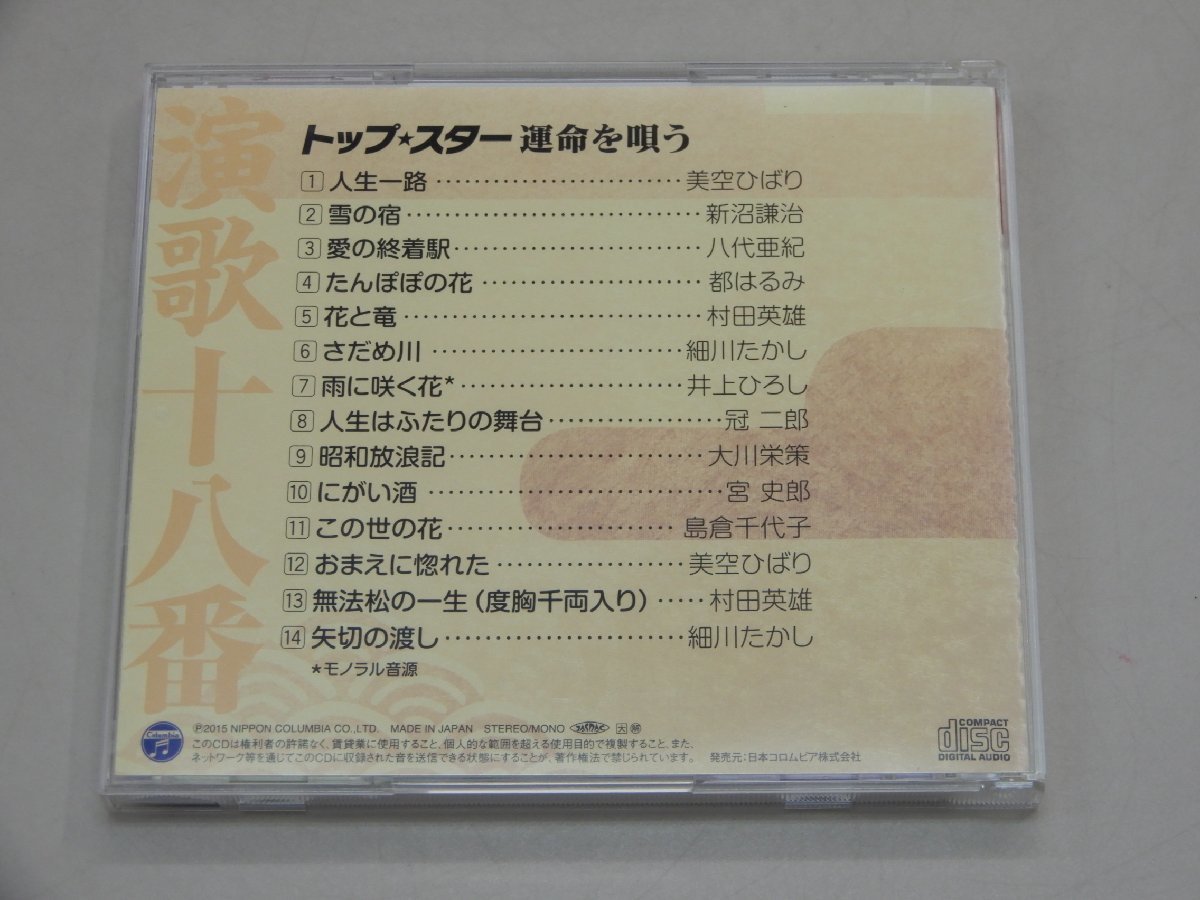 演歌十八番
トップ★スター 運命を唄う
1 人生一路 ………………………… 美空ひばり
2 雪の宿 ………………………… 新沼謙治
3 愛の終着駅 ………………………… 八代亜紀
4 たんぽぽの花 ………………………… 都はるみ
5 花と竜 ………………………… 村田英雄
6 さだめ川 ………………………… 細川たかし
7 雨に咲く花* ………………………… 井上ひろし
8 人生はふたりの舞台 ………………… 冠 二郎
9 昭和放浪記 ………………………… 大川栄策
10 にがい酒 ………………………… 宮 史郎
11 この世の花 ………………………… 島倉千代子
12 おまえに惚れた ………………… 美空ひばり
13 無法松の一生(度胸千両入り) ‥‥‥ 村田英雄
14 矢切の渡し ………………………… 細川たかし
*モノラル音源
Columbia
Ⓟ2015 NIPPON COLUMBIA CO.,LTD. MADE IN JAPAN STEREO/MONO JASRAC 大
このCDは権利者の許諾なく、賃貸業に使用すること、個人的な範囲を超える使用目的で複製すること、また、
ネットワーク等を通じてこのCDに収録された音を送信できる状態にすることが、著作権法で禁じられています。
発売元:日本コロムビア株式会社
COMPACT
disc
DIGITAL AUDIO